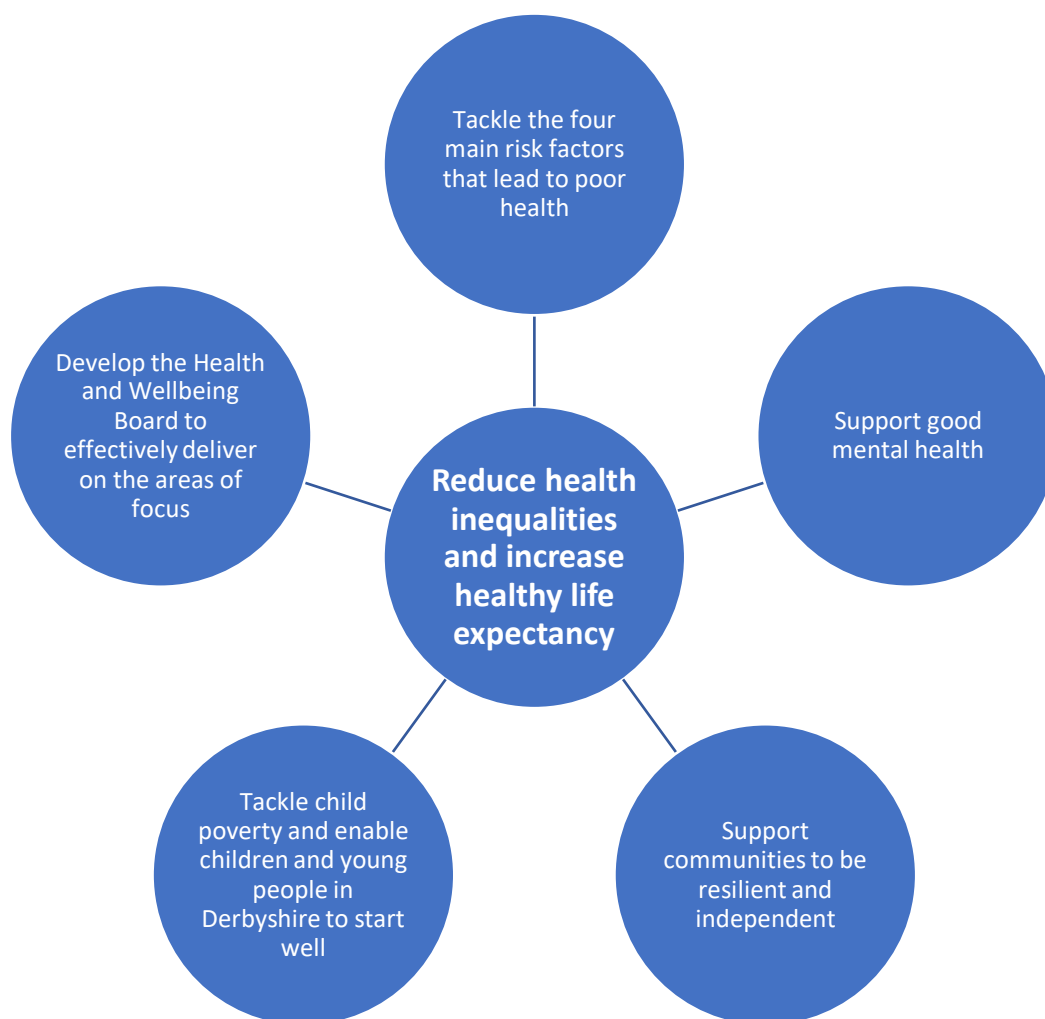 Tackle the four
main risk factors
that lead to poor
health
Support good
mental health
Support
communities to be
resilient and
independent
Tackle child
poverty and enable
children and young
people in
Derbyshire to start
well
Develop the Health
and Wellbeing
Board to
effectively deliver
on the areas of
focus
Reduce health
inequalities
and increase
healthy life
expectancy